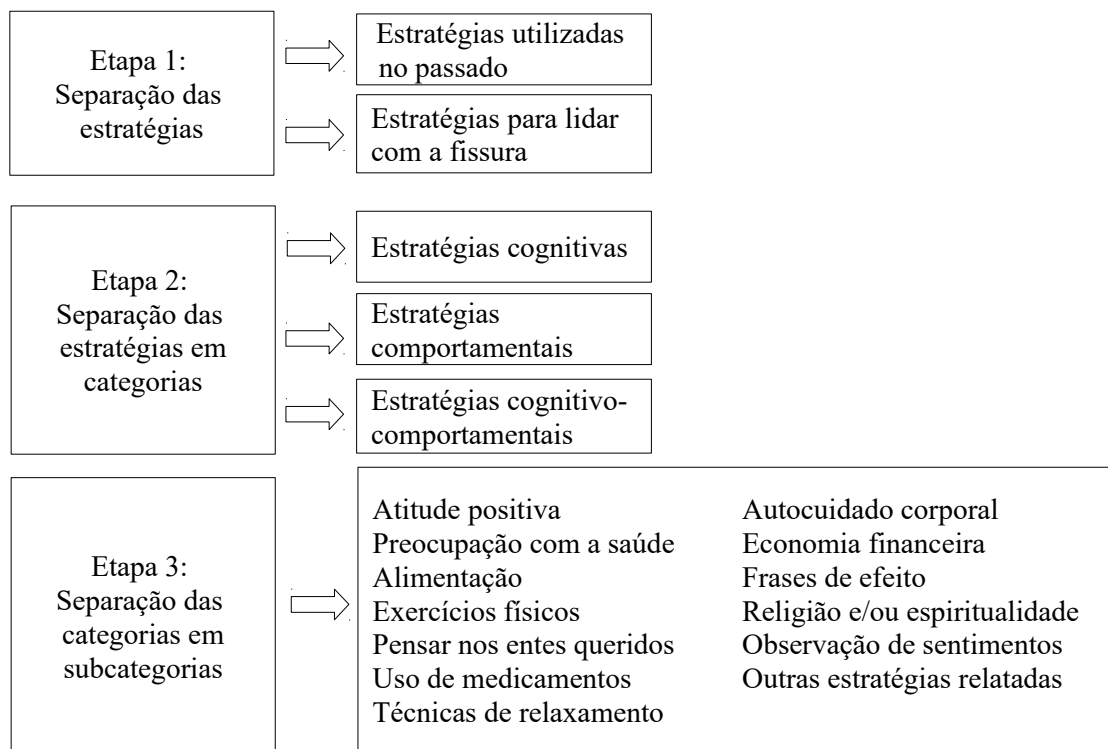 Etapa 1:
Separação das
estratégias
Estratégias utilizadas
no passado
Estratégias para lidar
com a fissura
Etapa 2:
Separação das
estratégias em
categorias
Estratégias cognitivas
Estratégias
comportamentais
Estratégias cognitivo-
comportamentais
Etapa 3:
Separação das
categorias em
subcategorias
Atitude positiva
Preocupação com a saúde
Alimentação
Exercícios físicos
Pensar nos entes queridos
Uso de medicamentos
Técnicas de relaxamento
Autocuidado corporal
Economia financeira
Frases de efeito
Religião e/ou espiritualidade
Observação de sentimentos
Outras estratégias relatadas